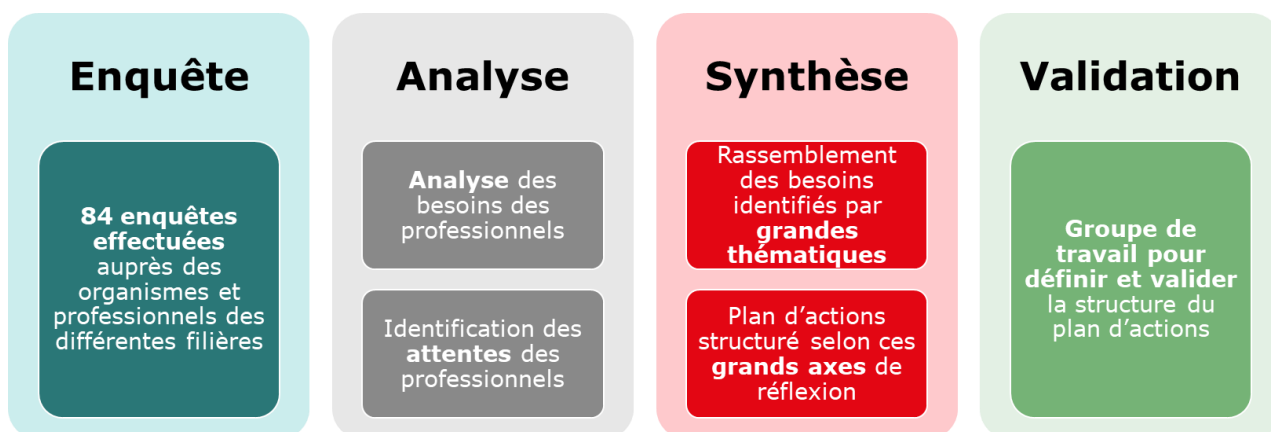 Enquête
84 enquêtes
effectuées
auprès des
organismes et
professionnels des
différentes filières
Analyse
Analyse des
besoins des
professionnels
Identification des
attentes des
professionnels
Synthèse
Rassemblement
des besoins
identifiés par
grandes
thématiques
Plan d’actions
structuré selon ces
grands axes de
réflexion
Validation
Groupe de
travail pour
définir et valider
la structure du
plan d’actions